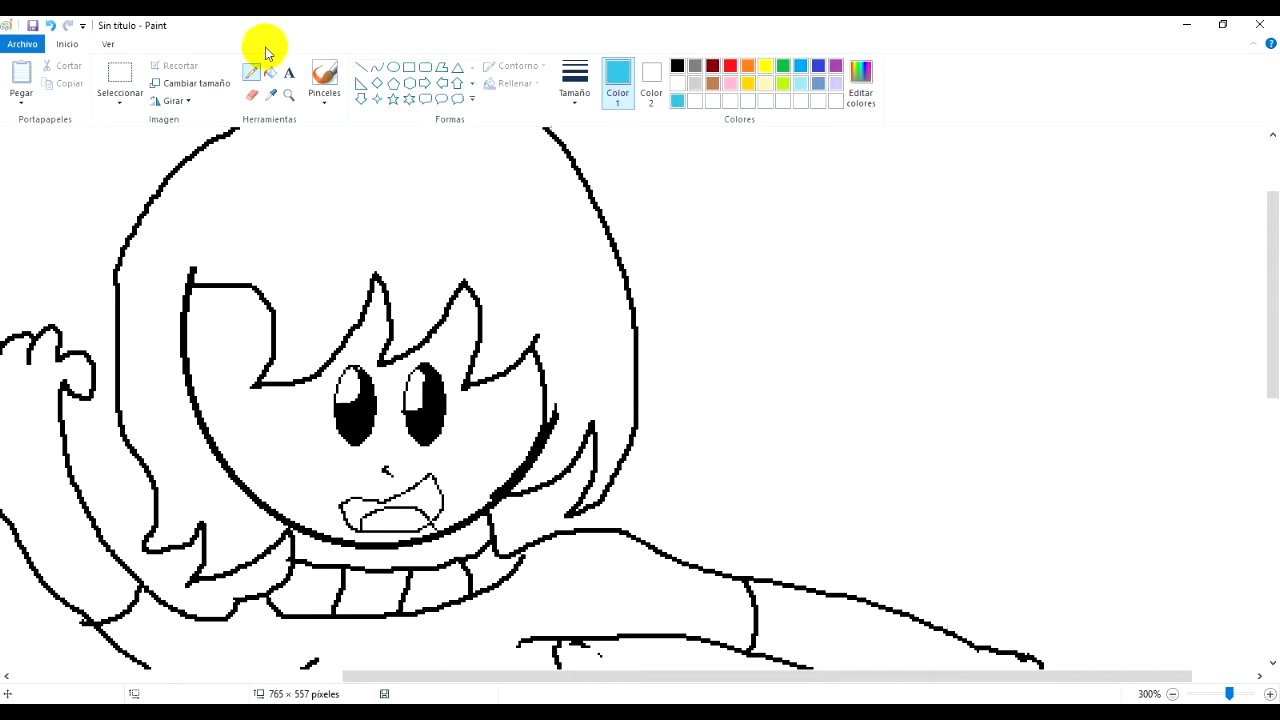 Sin título - Paint
Archivo Inicio Ver
Pegar
Cortar
Copiar
Portapapeles
Seleccionar
Recortar
Cambiar tamaño
Girar
Imagen
A
Herramientas
Pinceles
Contorno
Rellenar
Formas
Tamaño
Color 1
Color 2
Editar colores
Colores
765 × 557 píxeles
300%